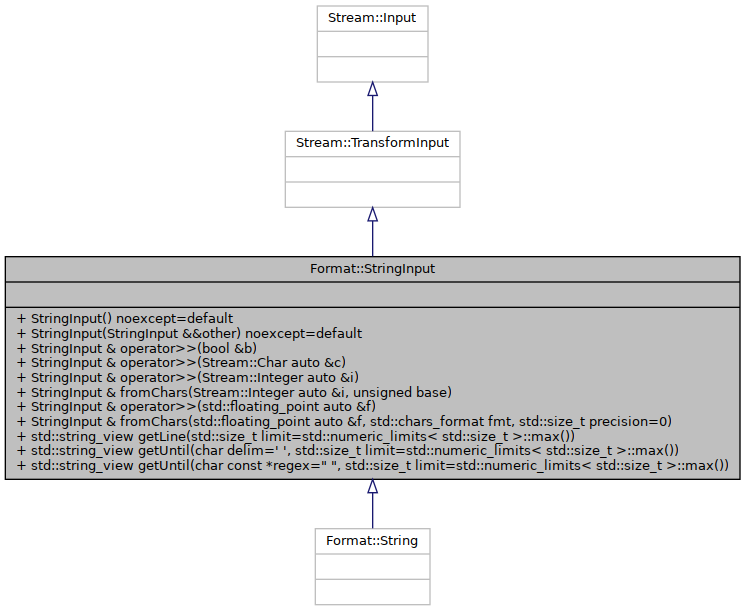 Stream::Input
Stream::TransformInput
Format::StringInput
+ StringInput() noexcept=default
+ StringInput(StringInput &&other) noexcept=default
+ StringInput & operator>>(bool &b)
+ StringInput & operator>>(Stream::Char auto &c)
+ StringInput & operator>>(Stream::Integer auto &i)
+ StringInput & fromChars(Stream::Integer auto &i, unsigned base)
+ StringInput & operator>>(std::floating_point auto &f)
+ StringInput & fromChars(std::floating_point auto &f, std::chars_format fmt, std::size_t precision=0)
+ std::string_view getLine(std::size_t limit=std::numeric_limits< std::size_t >::max())
+ std::string_view getUntil(char delim=' ', std::size_t limit=std::numeric_limits< std::size_t >::max())
+ std::string_view getUntil(char const *regex=" ", std::size_t limit=std::numeric_limits< std::size_t >::max())
Format::String